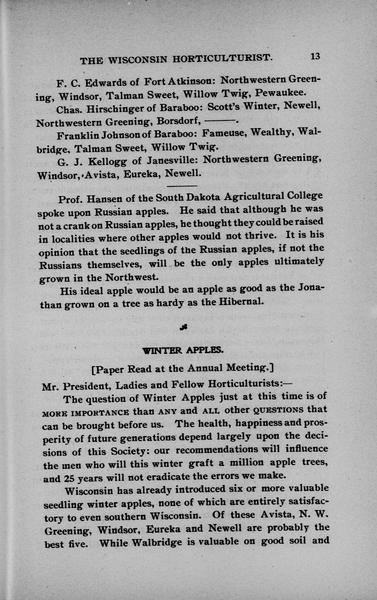 THE WISCONSIN HORTICULTURIST. 13
F. C. Edwards of Fort Atkinson: Northwestern Green-
ing, Windsor, Talman Sweet, Willow Twig, Pewaukee.
Chas. Hirschinger of Baraboo: Scott's Winter, Newell,
Northwestern Greening, Borsdorf, ———.
Franklin Johnson of Baraboo: Fameuse, Wealthy, Wal-
bridge, Talman Sweet, Willow Twig.
G. J. Kellogg of Janesville: Northwestern Greening,
Windsor, Avista, Eureka, Newell.
Prof. Hansen of the South Dakota Agricultural College
spoke upon Russian apples. He said that although he was
not a crank on Russian apples, he thought they could be raised
in localities where other apples would not thrive. It is his
opinion that the seedlings of the Russian apples, if not the
Russians themselves, will be the only apples ultimately
grown in the Northwest.
His ideal apple would be an apple as good as the Jona-
than grown on a tree as hardy as the Hibernal.
WINTER APPLES.
[Paper Read at the Annual Meeting.]
Mr. President, Ladies and Fellow Horticulturists:—
The question of Winter Apples just at this time is of
MORE IMPORTANCE than ANY and ALL other QUESTIONS that
can be brought before us. The health, happiness and pros-
perity of future generations depend largely upon the deci-
sions of this Society: our recommendations will influence
the men who will this winter graft a million apple trees,
and 25 years will not eradicate the errors we make.
Wisconsin has already introduced six or more valuable
seedling winter apples, none of which are entirely satisfac-
tory to even southern Wisconsin. Of these Avista, N. W.
Greening, Windsor, Eureka and Newell are probably the
best five. While Walbridge is valuable on good soil and